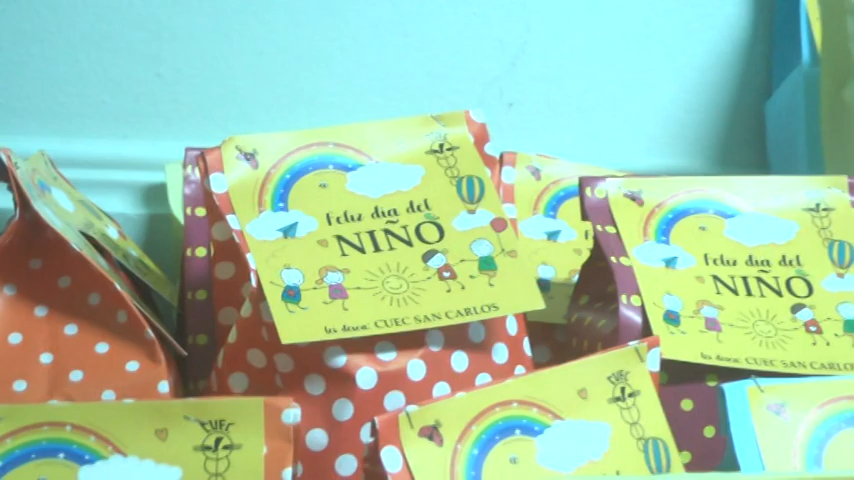 Feliz día del
NIÑO
les desea: CUEC SAN CARLOS
Feliz día del
NIÑO
les desea: CUEC SAN CARLOS
CUEC
CUEC